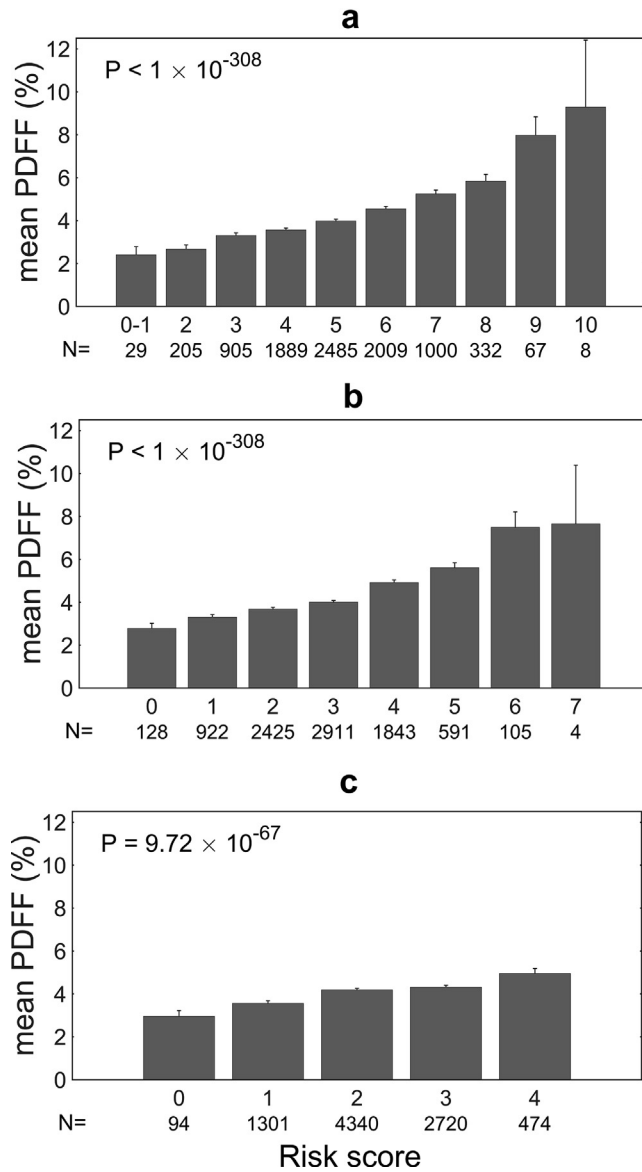 a
P < 1 × 10-308
mean PDFF (%)
12
10
8
6
4
2
0
0-1 2 3 4 5 6 7 8 9 10
N= 29 205 905 1889 2485 2009 1000 332 67 8
b
P < 1 × 10-308
mean PDFF (%)
12
10
8
6
4
2
0
0 1 2 3 4 5 6 7
N= 128 922 2425 2911 1843 591 105 4
c
P = 9.72 × 10-67
mean PDFF (%)
12
10
8
6
4
2
0
0 1 2 3 4
N= 94 1301 4340 2720 474
Risk score